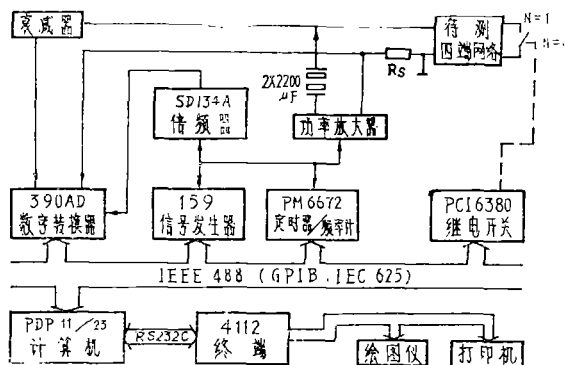 衰减器
待测
四端网络
N=1
N=
Rs
2X2200
μF
SD134A
倍频器
功率放大器
390AD
数字转换器
159
信号发生器
PM6672
定时器/频率计
PCI6380
继电开关
IEEE 488 (GPIB.IEC 625)
PDP 11/23
计算机
RS232C
4112
终端
绘图仪
打印机